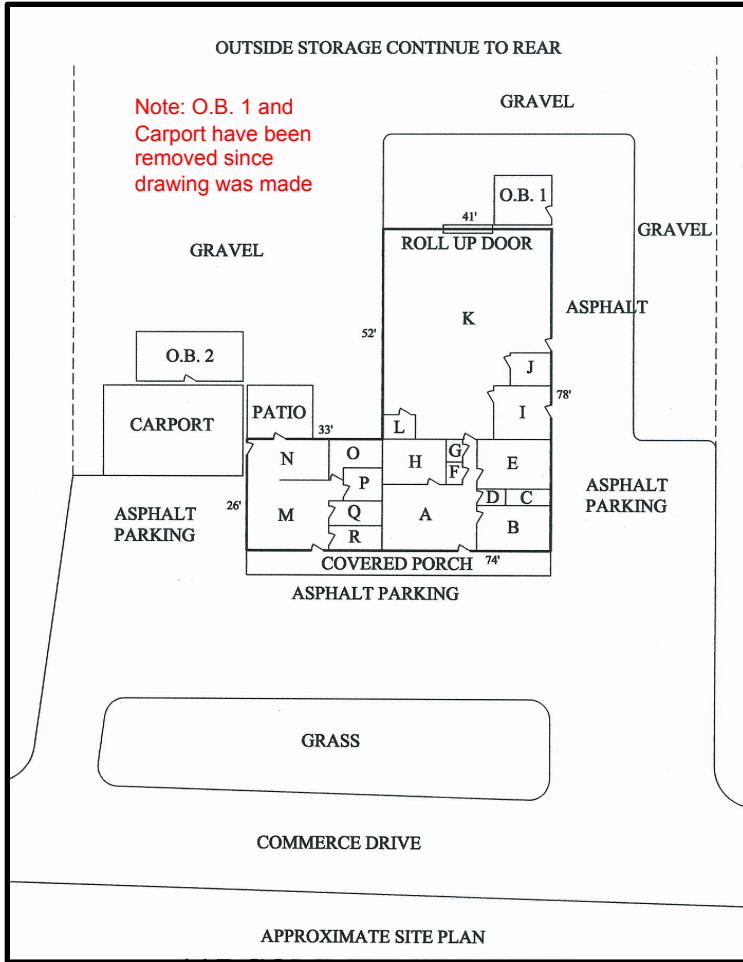 OUTSIDE STORAGE CONTINUE TO REAR
Note: O.B. 1 and
Carport have been
removed since
drawing was made
GRAVEL
O.B. 1
41'
ROLL UP DOOR
GRAVEL
GRAVEL
K
ASPHALT
52'
O.B. 2
J
78'
CARPORT
PATIO
33'
L
I
N
O
H
G
F
E
P
D
C
26'
M
Q
A
B
R
ASPHALT
PARKING
ASPHALT
PARKING
COVERED PORCH
74'
ASPHALT PARKING
GRASS
COMMERCE DRIVE
APPROXIMATE SITE PLAN